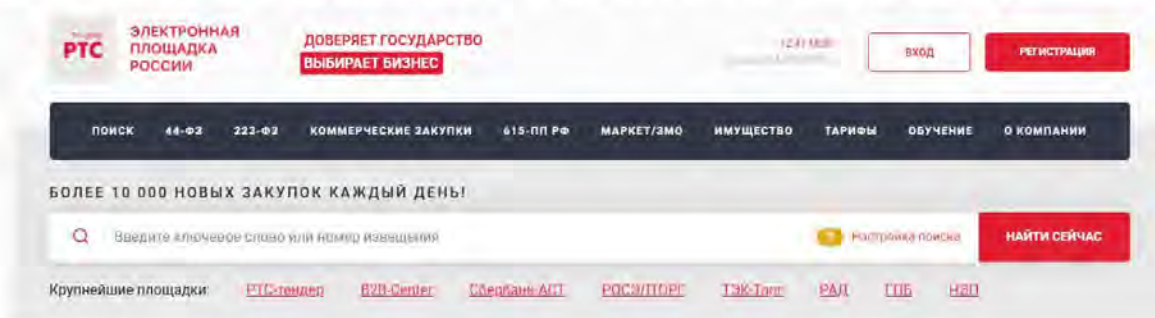 РТС
ЭЛЕКТРОННАЯ
ПЛОЩАДКА
РОССИИ
ДОВЕРЯЕТ ГОСУДАРСТВО
ВЫБИРАЕТ БИЗНЕС
ВХОД
РЕГИСТРАЦИЯ
ПОИСК 44-ФЗ 223-ФЗ КОММЕРЧЕСКИЕ ЗАКУПКИ 615-ПП РФ МАРКЕТ/ЗМО ИМУЩЕСТВО ТАРИФЫ ОБУЧЕНИЕ О КОМПАНИИ
БОЛЕЕ 10 000 НОВЫХ ЗАКУПОК КАЖДЫЙ ДЕНЬ!
Введите ключевое слово или номер извещения
Настройка поиска
НАЙТИ СЕЙЧАС
Крупнейшие площадки: РТС-тендер B2B-Center Сбербанк-АСТ РОСЭЛТОРГ ТЭК-Торг РАД ГПБ НЭП